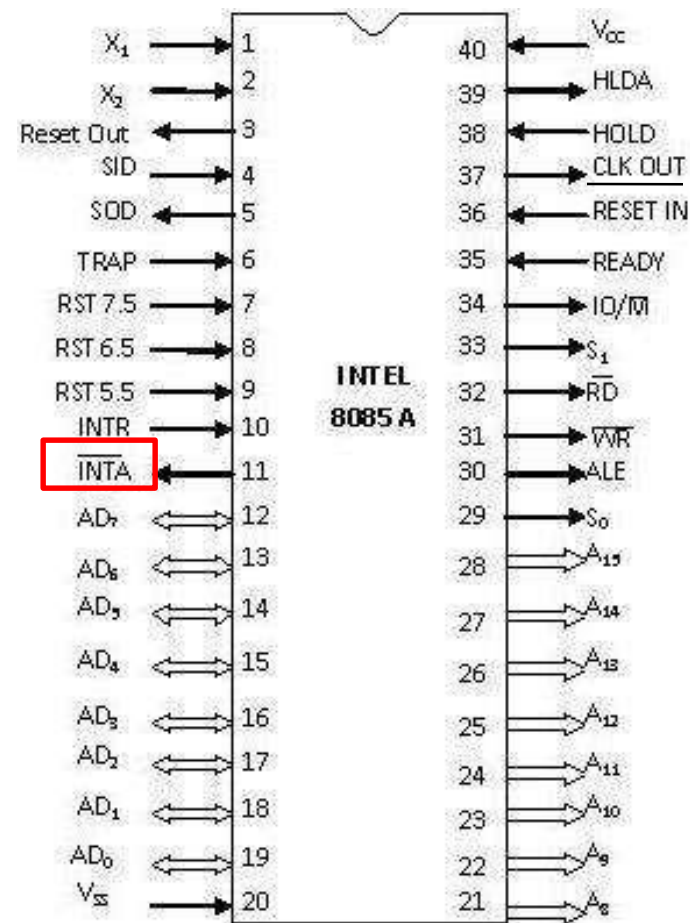 X₁ 1 40 Vcc
X₂ 2 39 HLDA
Reset Out 3 38 HOLD
SID 4 37 CLK OUT
SOD 5 36 RESET IN
TRAP 6 35 READY
RST 7.5 7 34 IO/M̅
RST 6.5 8 33 S₁
RST 5.5 9 32 R̅D̅
INTR 10 31 W̅R̅
I̅N̅T̅A̅ 11 30 ALE
AD₇ 12 29 S₀
AD₆ 13 28 A₁₅
AD₅ 14 27 A₁₄
AD₄ 15 26 A₁₃
AD₃ 16 25 A₁₂
AD₂ 17 24 A₁₁
AD₁ 18 23 A₁₀
AD₀ 19 22 A₉
Vss 20 21 A₈
INTEL
8085 A